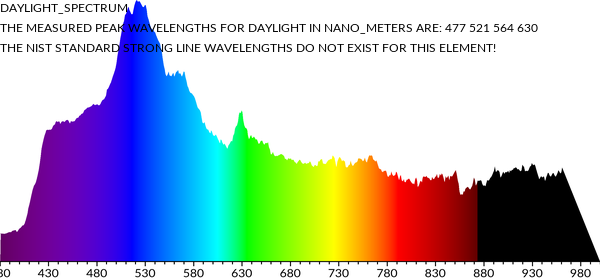 DAYLIGHT_SPECTRUM
THE MEASURED PEAK WAVELENGTHS FOR DAYLIGHT IN NANO_METERS ARE: 477 521 564 630
THE NIST STANDARD STRONG LINE WAVELENGTHS DO NOT EXIST FOR THIS ELEMENT!
80 430 480 530 580 630 680 730 780 830 880 930 980